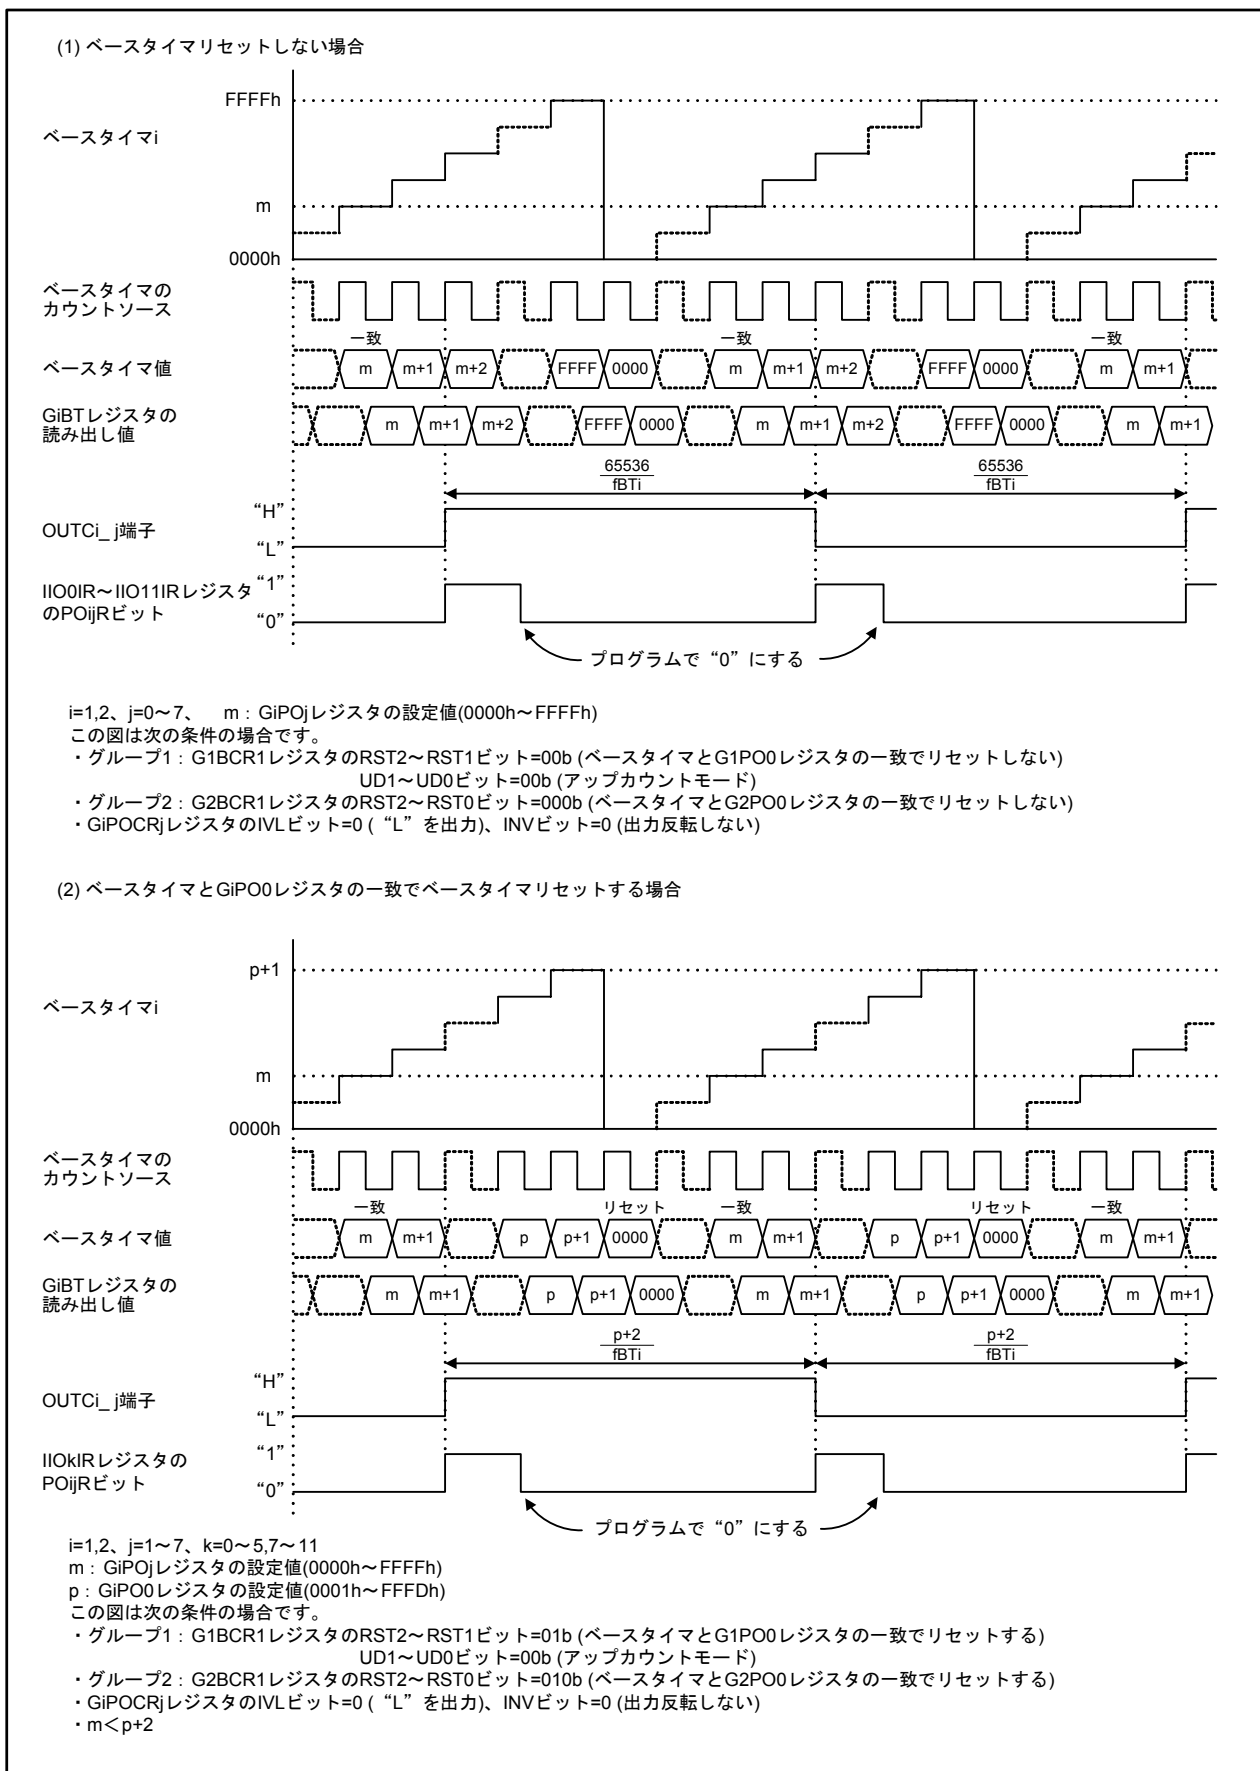 (1) ベースタイマリセットしない場合
FFFFh
ベースタイマi
m
0000h
ベースタイマの
カウントソース
一致 一致 一致
ベースタイマ値 m m+1 m+2 FFFF 0000 m m+1 m+2 FFFF 0000 m m+1
GiBTレジスタの
読み出し値 m m+1 m+2 FFFF 0000 m m+1 m+2 FFFF 0000 m m+1
65536 65536
fBTi fBTi
“H”
OUTCi_ j端子
“L”
IIO0IR～IIO11IRレジスタ “1”
のPOijRビット “0”
プログラムで“0”にする
i=1,2、j=0～7、 m：GiPOjレジスタの設定値(0000h～FFFFh)
この図は次の条件の場合です。
・グループ1：G1BCR1レジスタのRST2～RST1ビット=00b (ベースタイマとG1PO0レジスタの一致でリセットしない)
UD1～UD0ビット=00b (アップカウントモード)
・グループ2：G2BCR1レジスタのRST2～RST0ビット=000b (ベースタイマとG2PO0レジスタの一致でリセットしない)
・GiPOCRjレジスタのIVLビット=0 (“L”を出力)、INVビット=0 (出力反転しない)
(2) ベースタイマとGiPO0レジスタの一致でベースタイマリセットする場合
p+1
ベースタイマi
m
0000h
ベースタイマの
カウントソース
一致 リセット 一致 リセット 一致
ベースタイマ値 m m+1 p p+1 0000 m m+1 p p+1 0000 m m+1
GiBTレジスタの
読み出し値 m m+1 p p+1 0000 m m+1 p p+1 0000 m m+1
p+2 p+2
fBTi fBTi
“H”
OUTCi_ j端子
“L”
IIOkIRレジスタの “1”
POijRビット “0”
プログラムで“0”にする
i=1,2、j=1～7、k=0～5,7～11
m：GiPOjレジスタの設定値(0000h～FFFFh)
p：GiPO0レジスタの設定値(0001h～FFFDh)
この図は次の条件の場合です。
・グループ1：G1BCR1レジスタのRST2～RST1ビット=01b (ベースタイマとG1PO0レジスタの一致でリセットする)
UD1～UD0ビット=00b (アップカウントモード)
・グループ2：G2BCR1レジスタのRST2～RST0ビット=010b (ベースタイマとG2PO0レジスタの一致でリセットする)
・GiPOCRjレジスタのIVLビット=0 (“L”を出力)、INVビット=0 (出力反転しない)
・m＜p+2